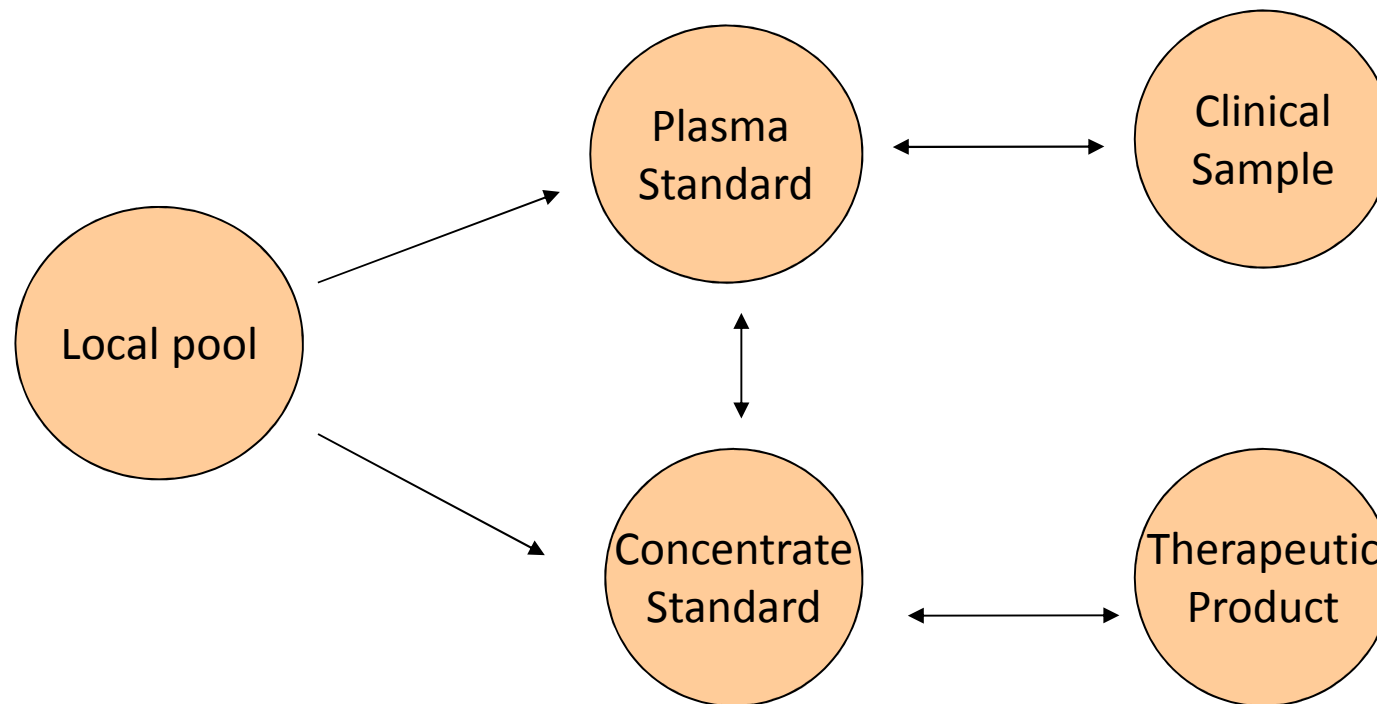 Plasma
Standard
Clinical
Sample
Local pool
Concentrate
Standard
Therapeutic
Product